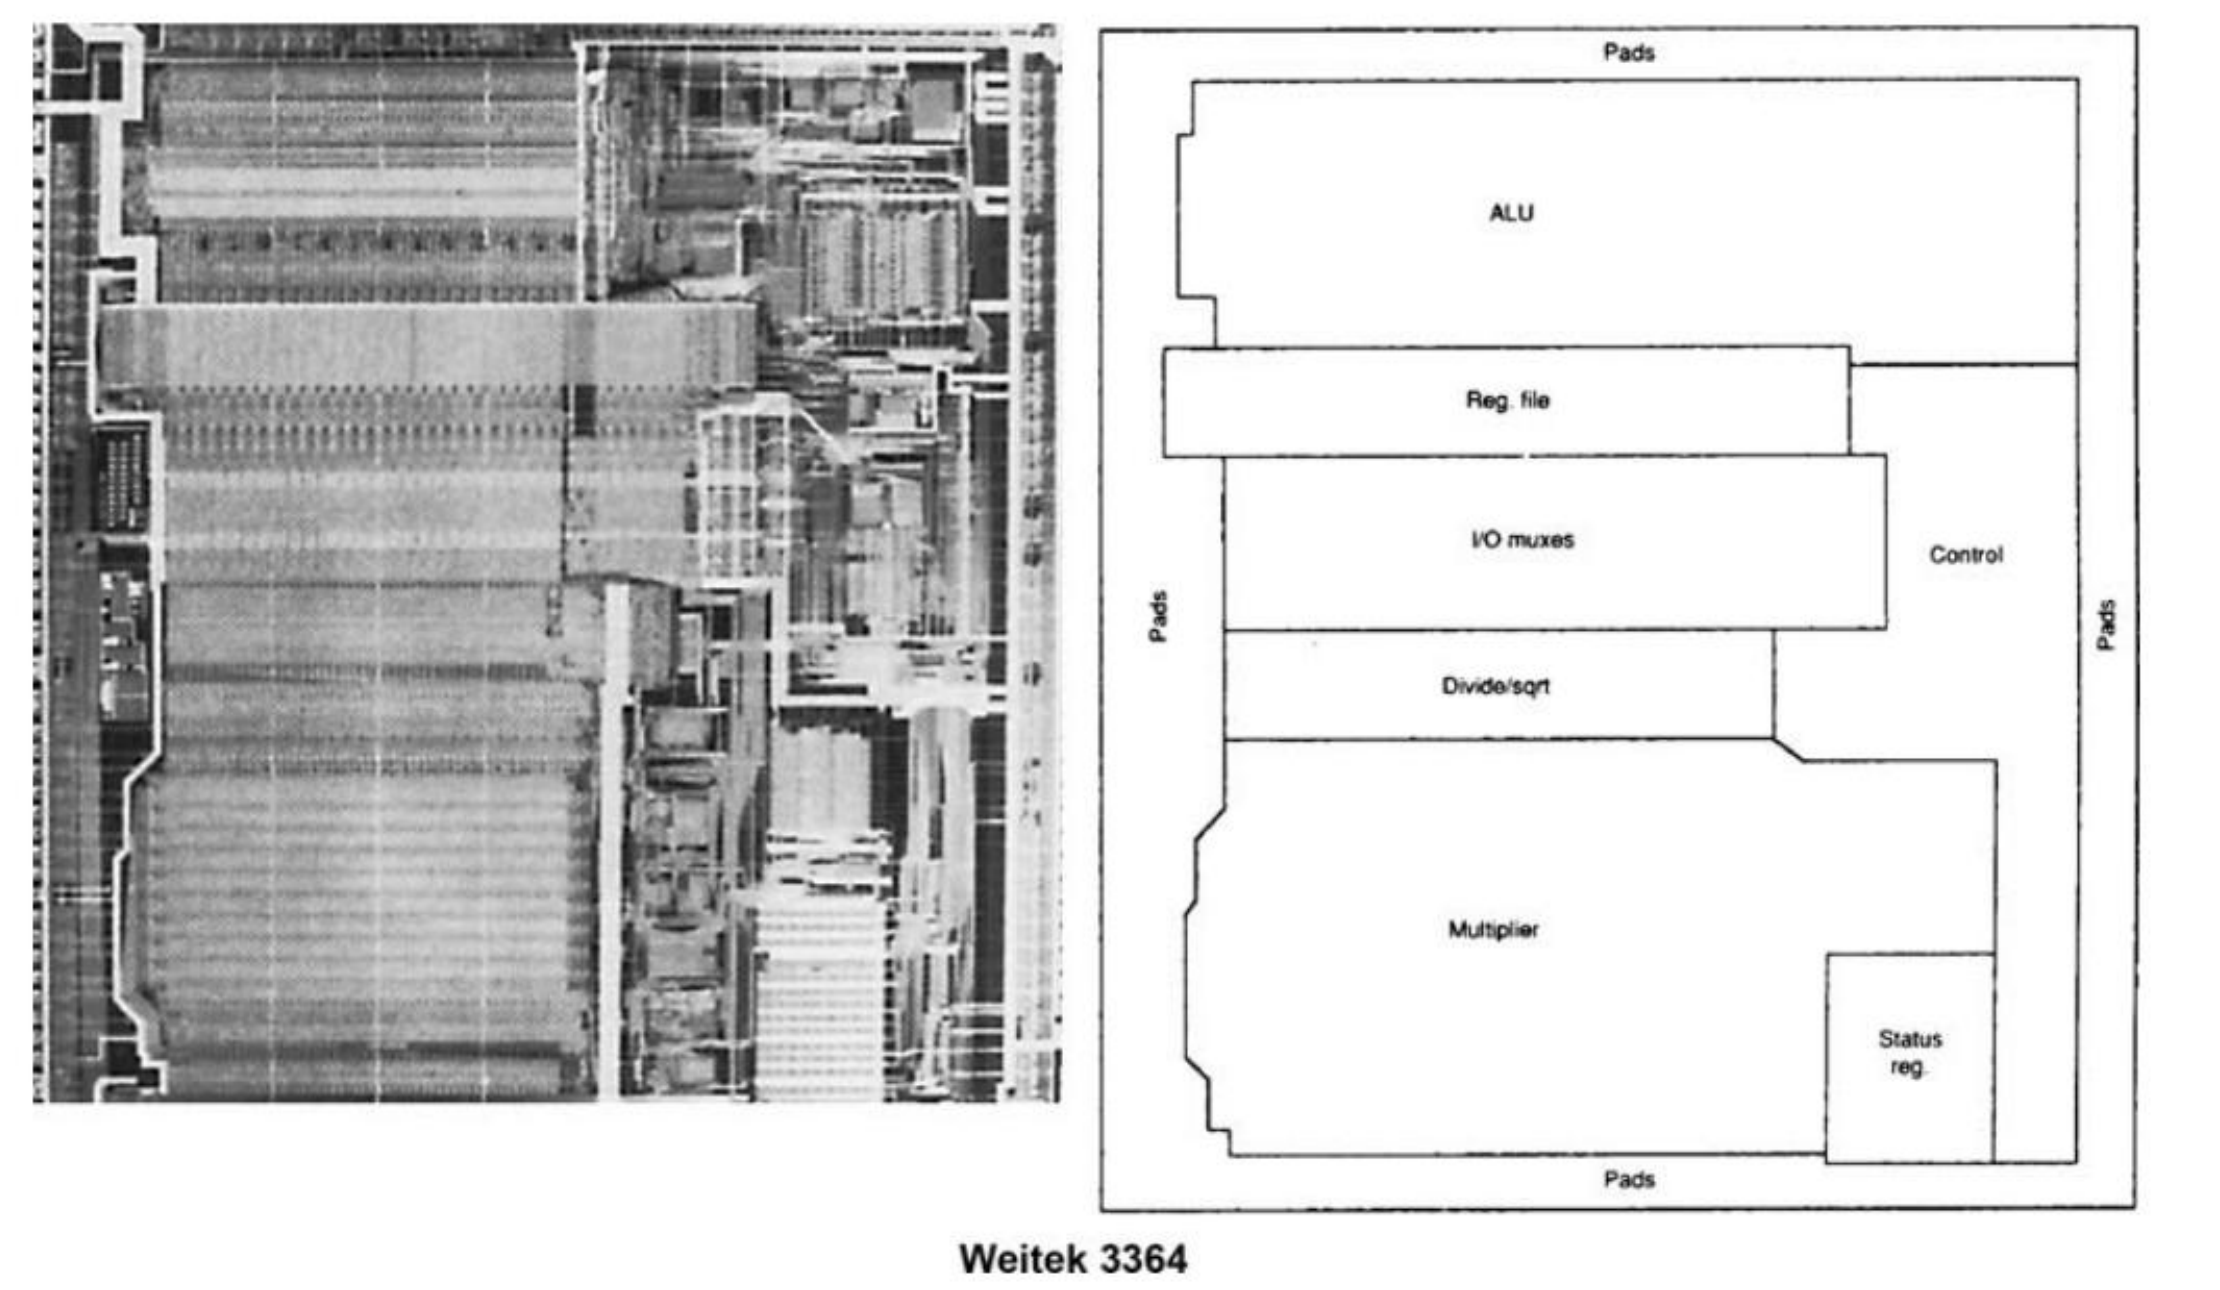 Pads
ALU
Reg. file
I/O muxes
Control
Pads
Pads
Divide/sqrt
Multiplier
Status
reg.
Pads
Weitek 3364